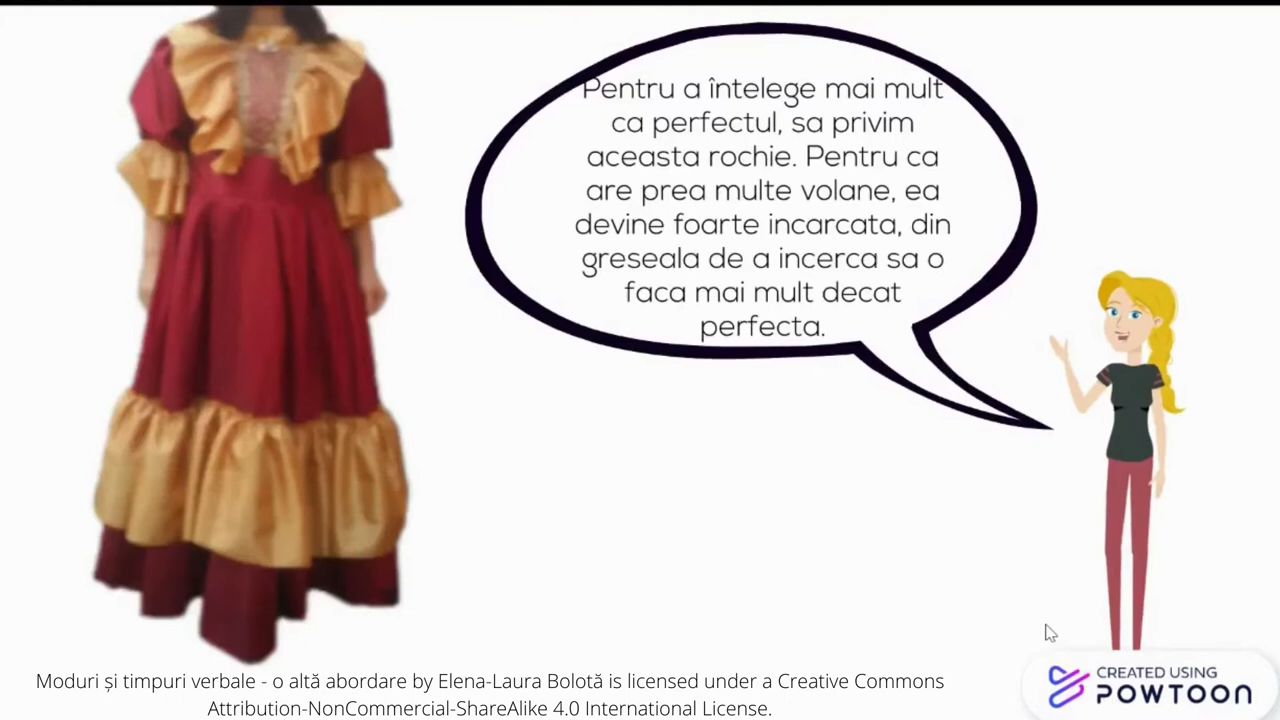 Pentru a întelege mai mult
ca perfectul, sa privim
aceasta rochie. Pentru ca
are prea multe volane, ea
devine foarte incarcata, din
greseala de a incerca sa o
faca mai mult decat
perfecta.
Moduri și timpuri verbale - o altă abordare by Elena-Laura Bolotă is licensed under a Creative Commons
Attribution-NonCommercial-ShareAlike 4.0 International License.
CREATED USING
POWTOON